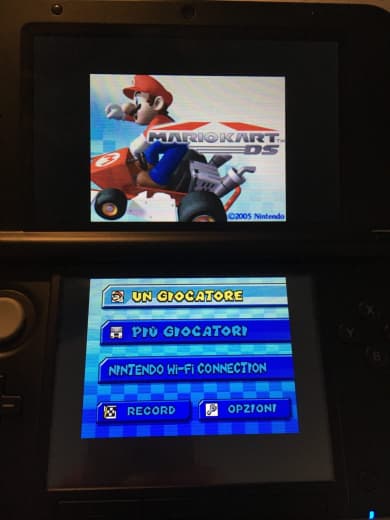 MARIOKART
DS
©2005 Nintendo
UN GIOCATORE
PIÙ GIOCATORI
NINTENDO Wi-Fi CONNECTION
RECORD
OPZIONI
X
Y
B